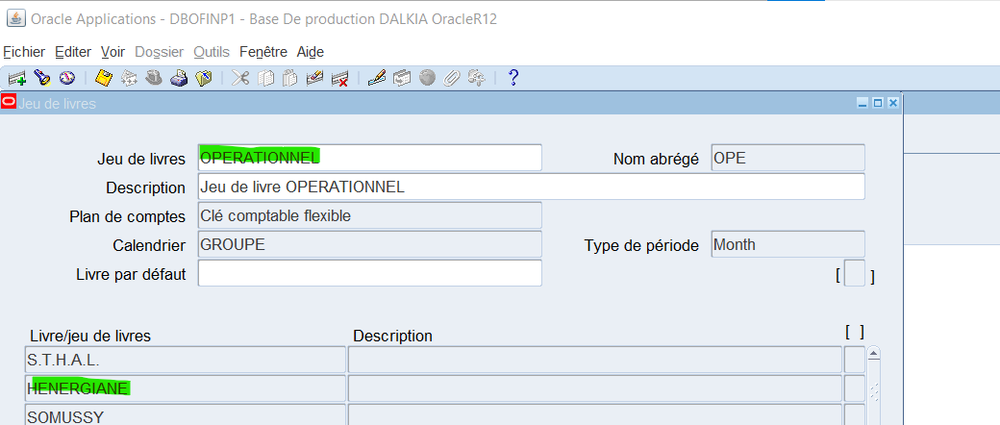 Oracle Applications - DBOFINP1 - Base De production DALKIA OracleR12
Fichier Editer Voir Dossier Outils Fenêtre Aide
Jeu de livres
Jeu de livres OPERATIONNEL Nom abrégé OPE
Description Jeu de livre OPERATIONNEL
Plan de comptes Clé comptable flexible
Calendrier GROUPE Type de période Month
Livre par défaut [ ]
Livre/jeu de livres Description [ ]
S.T.H.A.L.
HENERGIANE
SOMUSSY